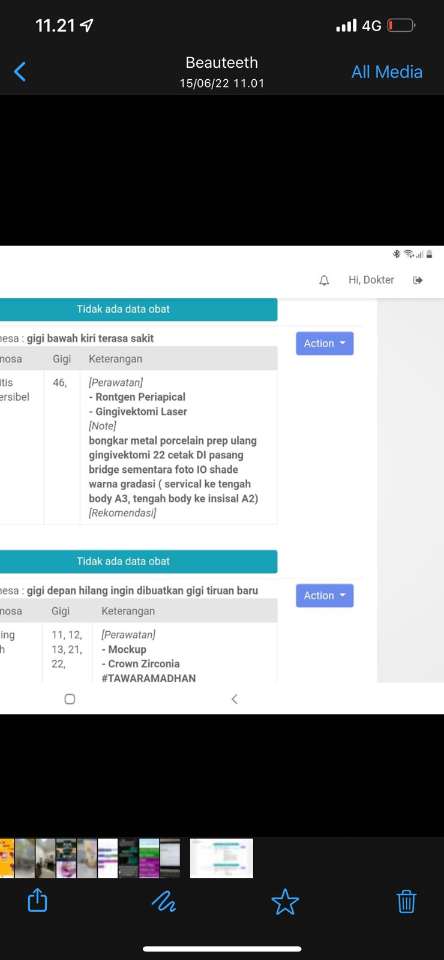 11.21
4G
Beauteeth
15/06/22 11.01
All Media
Hi, Dokter
Tidak ada data obat
nesa : gigi bawah kiri terasa sakit
Action
nosa Gigi Keterangan
itis 46, [Perawatan]
ersibel - Rontgen Periapical
- Gingivektomi Laser
[Note]
bongkar metal porcelain prep ulang
gingivektomi 22 cetak DI pasang
bridge sementara foto IO shade
warna gradasi ( servical ke tengah
body A3, tengah body ke insisal A2)
[Rekomendasi]
Tidak ada data obat
nesa : gigi depan hilang ingin dibuatkan gigi tiruan baru
Action
nosa Gigi Keterangan
ing 11, 12, [Perawatan]
h 13, 21, - Mockup
22, - Crown Zirconia
#TAWARAMADHAN